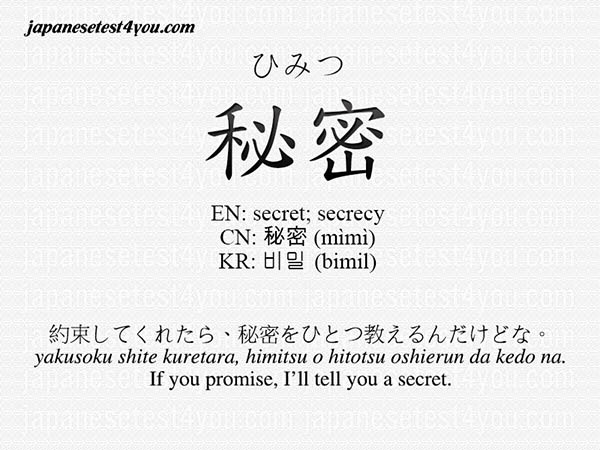 japanesetest4you.com
ひみつ
秘密
EN: secret; secrecy
CN: 秘密 (mìmì)
KR: 비밀 (bimil)
約束してくれたら、秘密をひとつ教えるんだけどな。
yakusoku shite kuretara, himitsu o hitotsu oshierun da kedo na.
If you promise, I’ll tell you a secret.